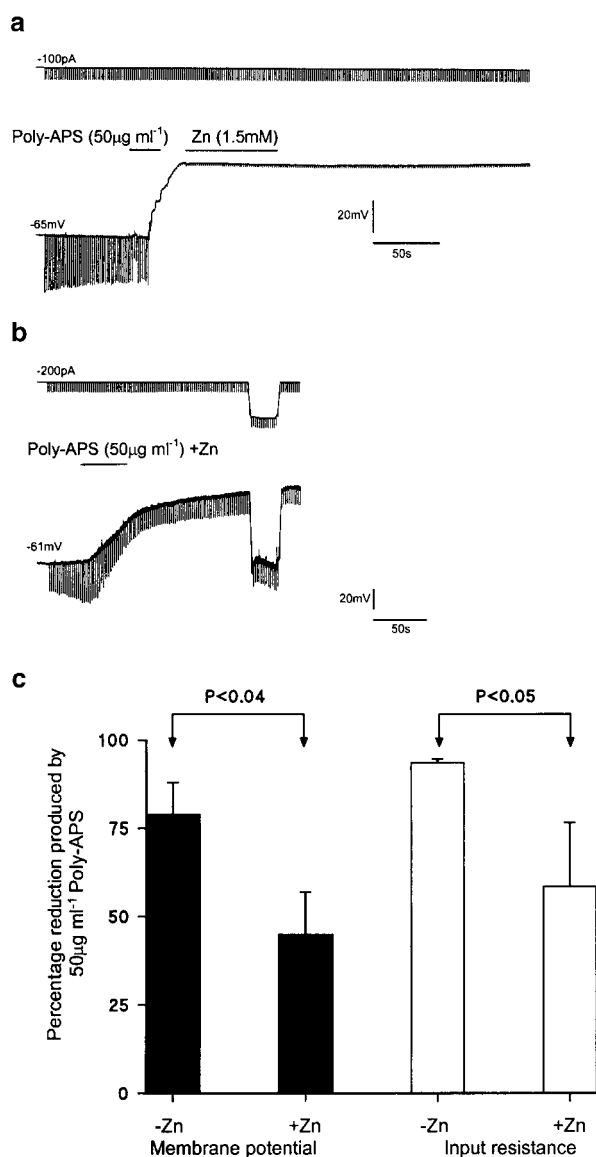 a
-100pA
Poly-APS (50µg ml⁻¹) Zn (1.5mM)
-65mV
20mV
50s
b
-200pA
Poly-APS (50µg ml⁻¹) +Zn
-61mV
20mV
50s
c
P<0.04 P<0.05
Percentage reduction produced by
50µg ml⁻¹ Poly-APS
100
75
50
25
0
-Zn +Zn -Zn +Zn
Membrane potential Input resistance